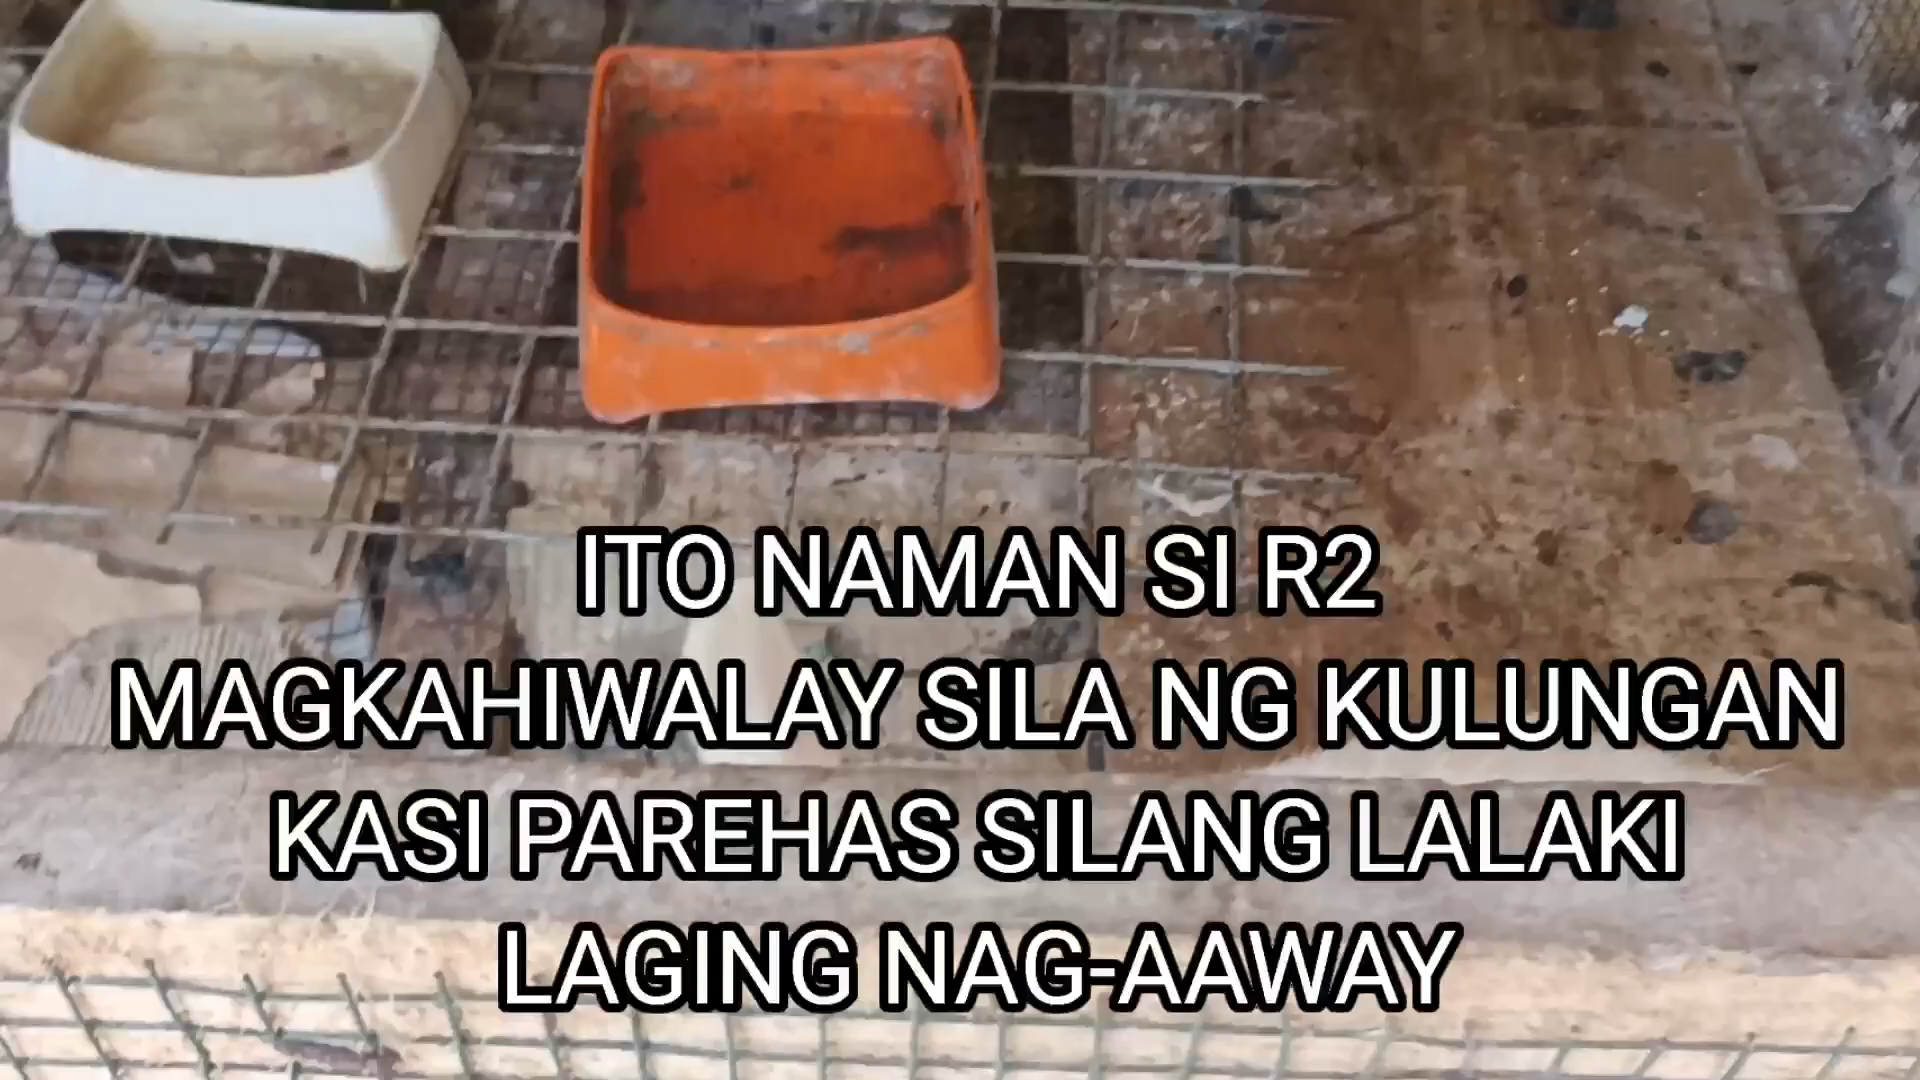 ITO NAMAN SI R2
MAGKAHIWALAY SILA NG KULUNGAN
KASI PAREHAS SILANG LALAKI
LAGING NAG-AAWAY